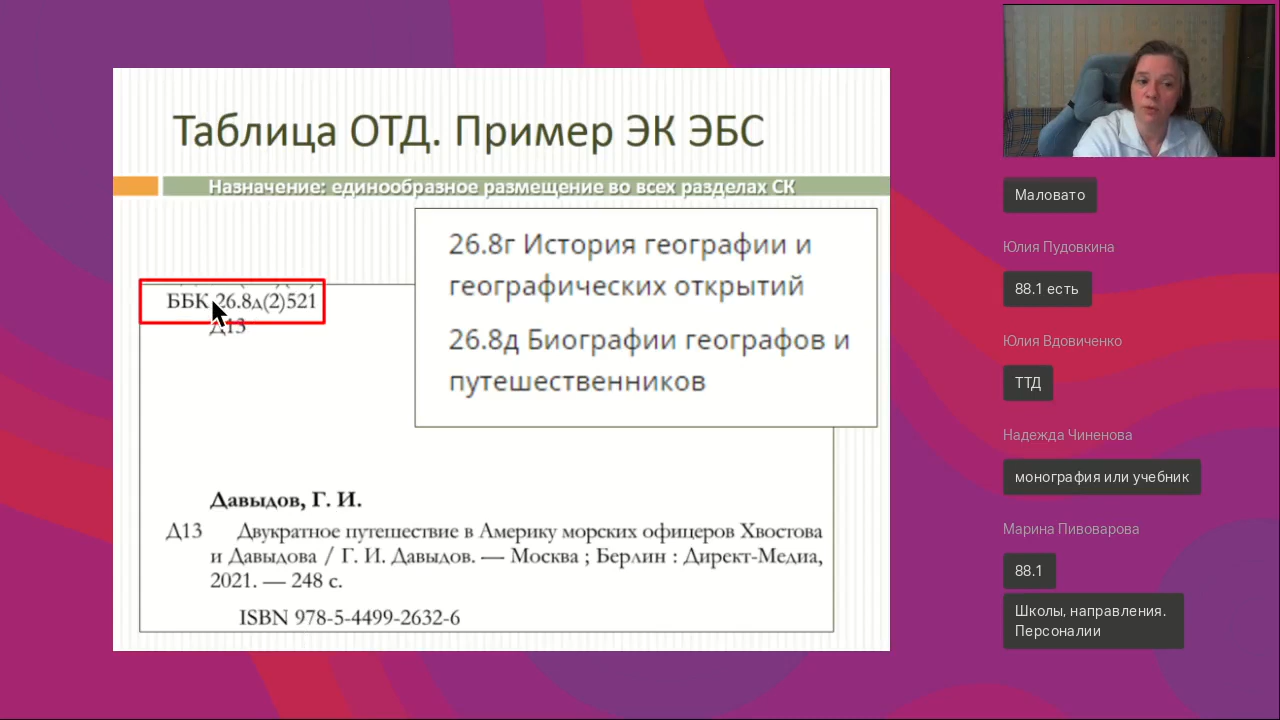 Таблица ОТД. Пример ЭК ЭБС
Назначение: единообразное размещение во всех разделах СК
26.8г История географии и
географических открытий
26.8д Биографии географов и
путешественников
ББК 26.8д(2)521
Д13
Давыдов, Г. И.
Д13 Двукратное путешествие в Америку морских офицеров Хвостова
и Давыдова / Г. И. Давыдов. — Москва ; Берлин : Директ-Медиа,
2021. — 248 с.
ISBN 978-5-4499-2632-6
Маловато
Юлия Пудовкина
88.1 есть
Юлия Вдовиченко
ТТД
Надежда Чиненова
монография или учебник
Марина Пивоварова
88.1
Школы, направления.
Персоналии